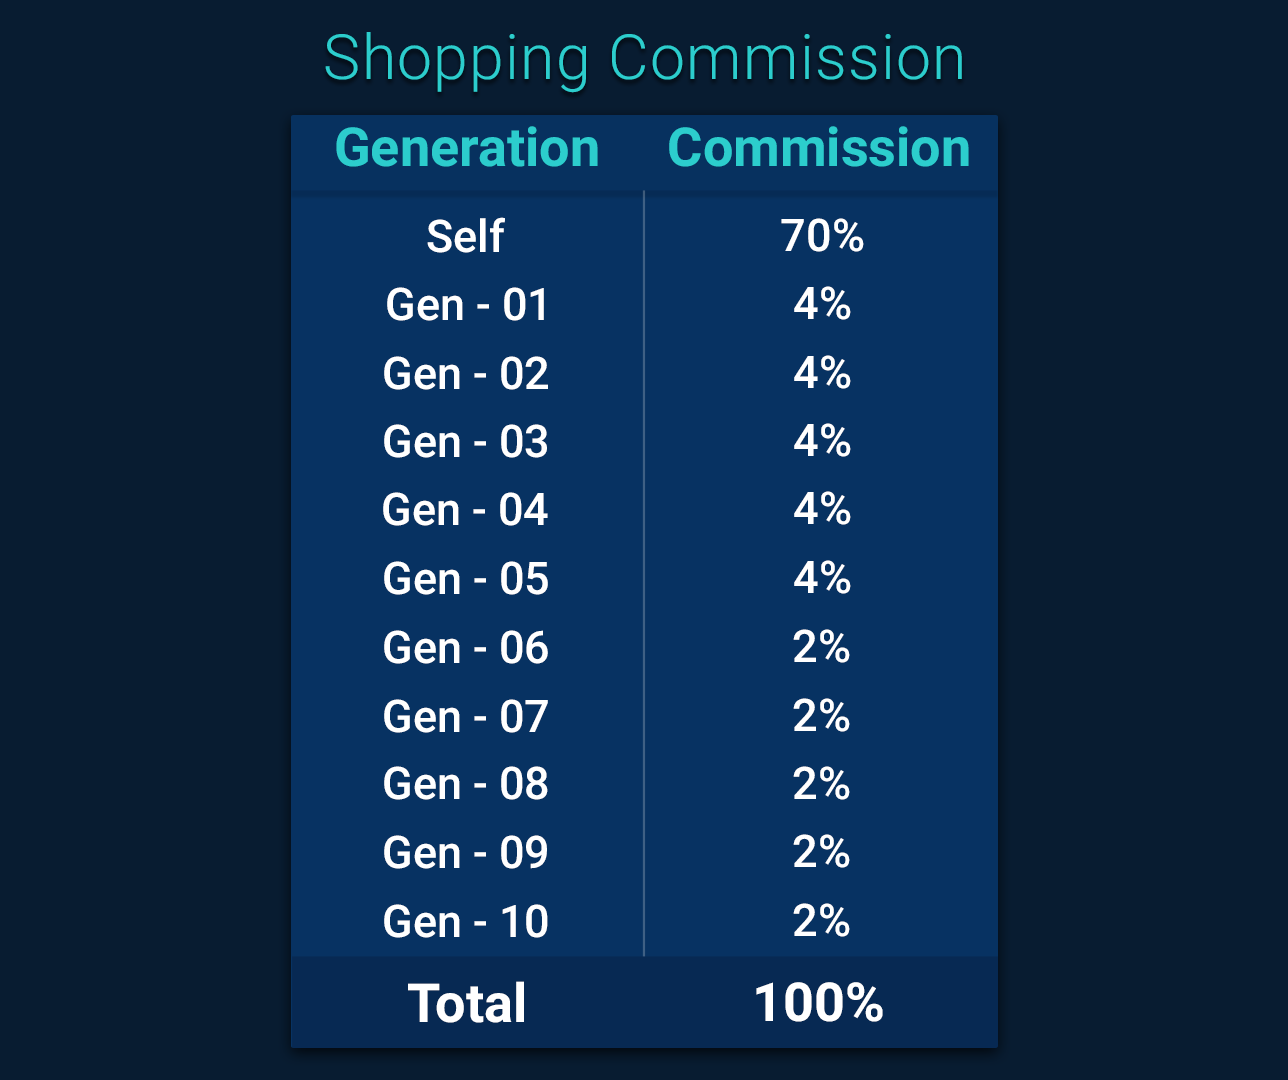 Shopping Commission
Generation Commission
Self 70%
Gen - 01 4%
Gen - 02 4%
Gen - 03 4%
Gen - 04 4%
Gen - 05 4%
Gen - 06 2%
Gen - 07 2%
Gen - 08 2%
Gen - 09 2%
Gen - 10 2%
Total 100%